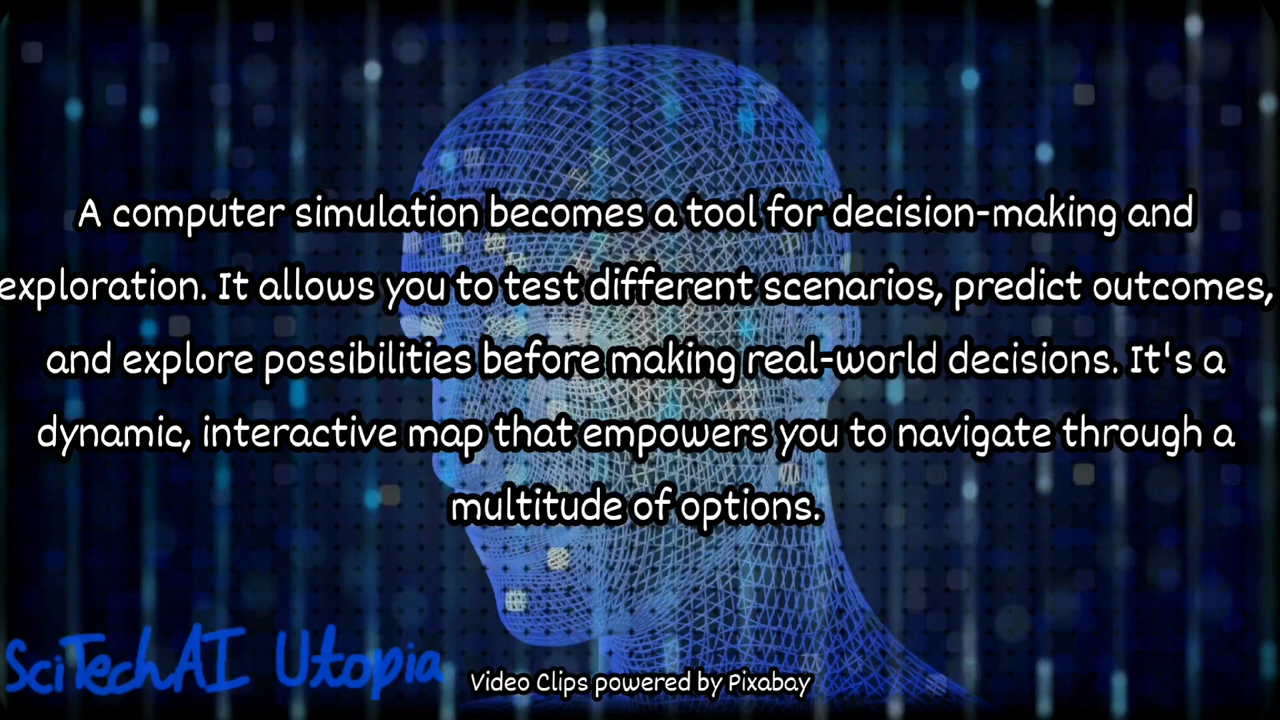 A computer simulation becomes a tool for decision-making and
exploration. It allows you to test different scenarios, predict outcomes,
and explore possibilities before making real-world decisions. It's a
dynamic, interactive map that empowers you to navigate through a
multitude of options.
SciTechAI Utopia
Video Clips powered by Pixabay